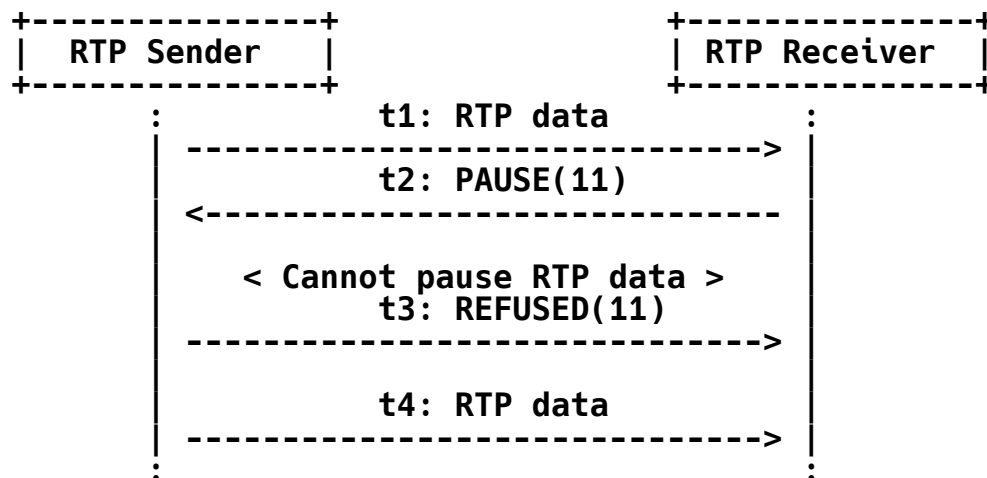 RTP Sender RTP Receiver
t1: RTP data
t2: PAUSE(11)
< Cannot pause RTP data >
t3: REFUSED(11)
t4: RTP data